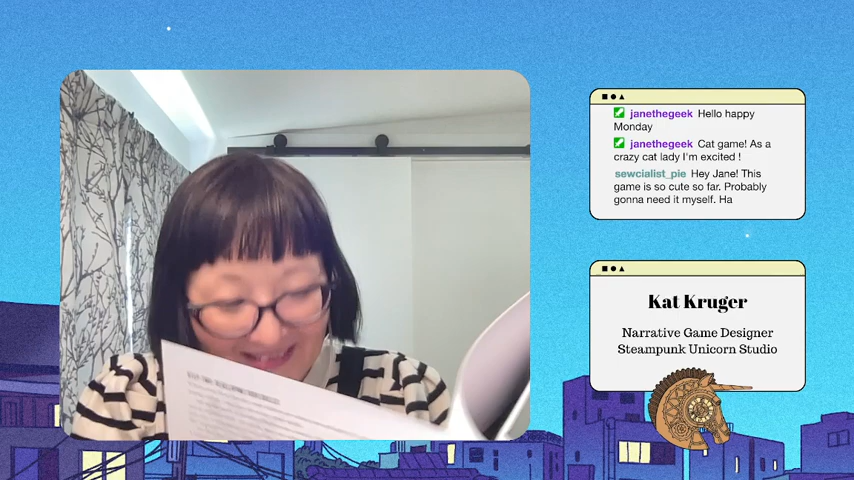 janethegeek Hello happy
Monday
janethegeek Cat game! As a
crazy cat lady I'm excited !
sewcialist_pie Hey Jane! This
game is so cute so far. Probably
gonna need it myself. Ha
Kat Kruger
Narrative Game Designer
Steampunk Unicorn Studio